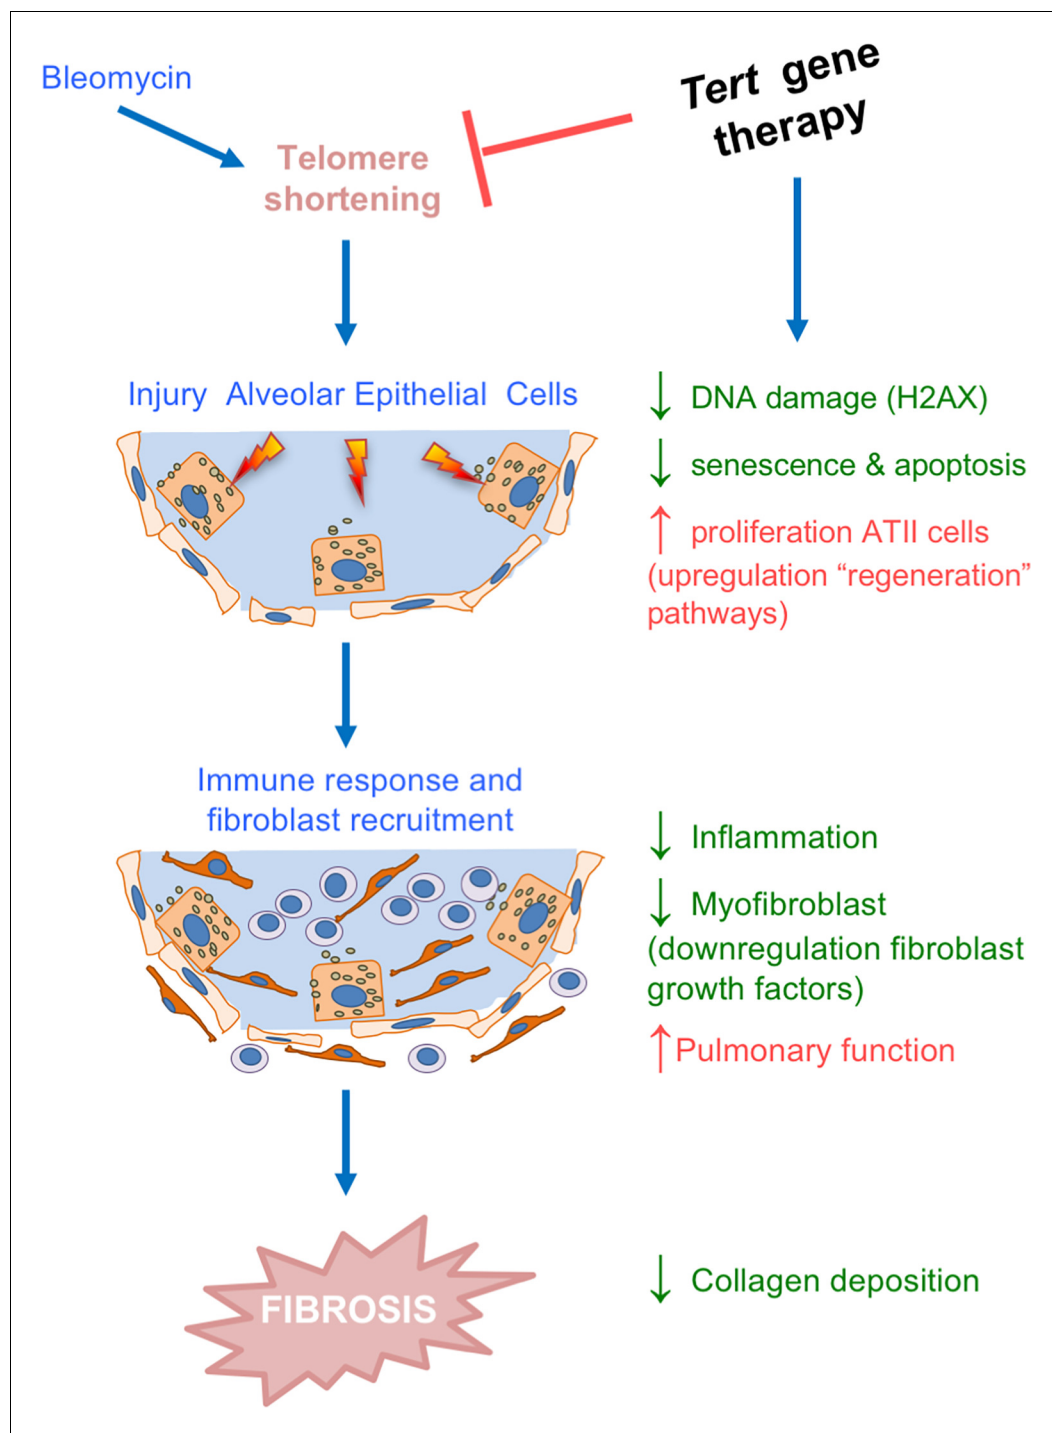 Bleomycin
Tert gene
therapy
Telomere
shortening
Injury Alveolar Epithelial Cells
↓ DNA damage (H2AX)
↓ senescence & apoptosis
↑ proliferation ATII cells
(upregulation “regeneration”
pathways)
Immune response and
fibroblast recruitment
↓ Inflammation
↓ Myofibroblast
(downregulation fibroblast
growth factors)
↑ Pulmonary function
FIBROSIS
↓ Collagen deposition